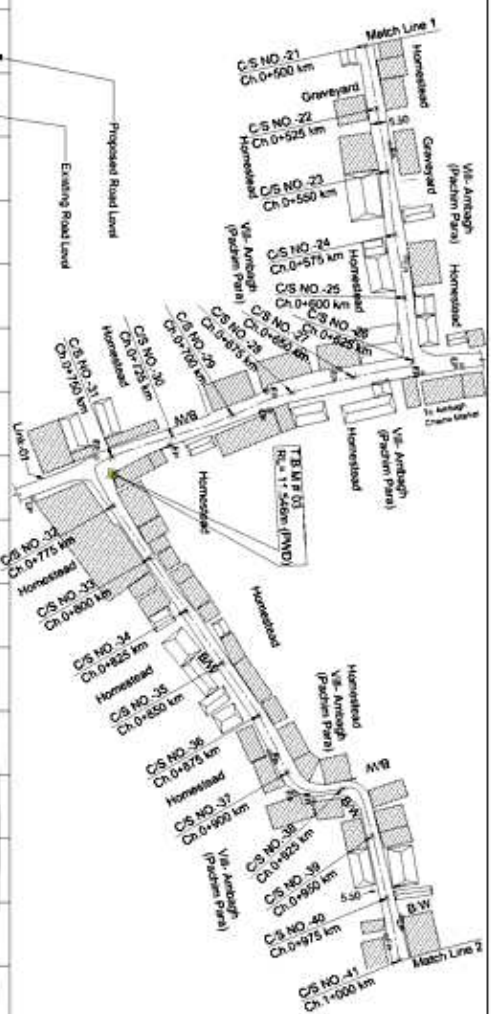 Match Line 1
C/S NO -21
Ch.0+500 km
Homestead
Graveyard
5.50
C/S NO -22
Ch.0+525 km
Homestead
Graveyard
Vill- Ambagh
(Pachim Para)
C/S NO -23
Ch.0+550 km
Homestead
C/S NO -24
Ch.0+575 km
Homestead
Vill- Ambagh
(Pachim Para)
C/S NO -25
Ch.0+600 km
C/S NO -26
Ch.0+625 km
To Ambagh
Vill- Ambagh
(Pachim Para)
Homestead
C/S NO -27
Ch.0+650 km
C/S NO -28
Ch.0+675 km
C/S NO -29
Ch.0+700 km
B/W
C/S NO -30
Ch.0+725 km
Homestead
C/S NO -31
Ch.0+750 km
Link-01
Proposed Road Level
Existing Road Level
T.B.M # 03
RL = 11.546m (PWD)
Homestead
C/S NO -32
Ch.0+775 km
Homestead
C/S NO -33
Ch.0+800 km
C/S NO -34
Ch.0+825 km
Homestead
Homestead
B/W
C/S NO -35
Ch.0+850 km
C/S NO -36
Ch.0+875 km
Homestead
C/S NO -37
Ch.0+900 km
Homestead
Vill- Ambagh
(Pachim Para)
Vill- Ambagh
(Pachim Para)
B/W
B/W
C/S NO -38
Ch.0+925 km
C/S NO -39
Ch.0+950 km
5.50
C/S NO -40
Ch.0+975 km
B/W
C/S NO -41
Ch.1+000 km
Match Line 2